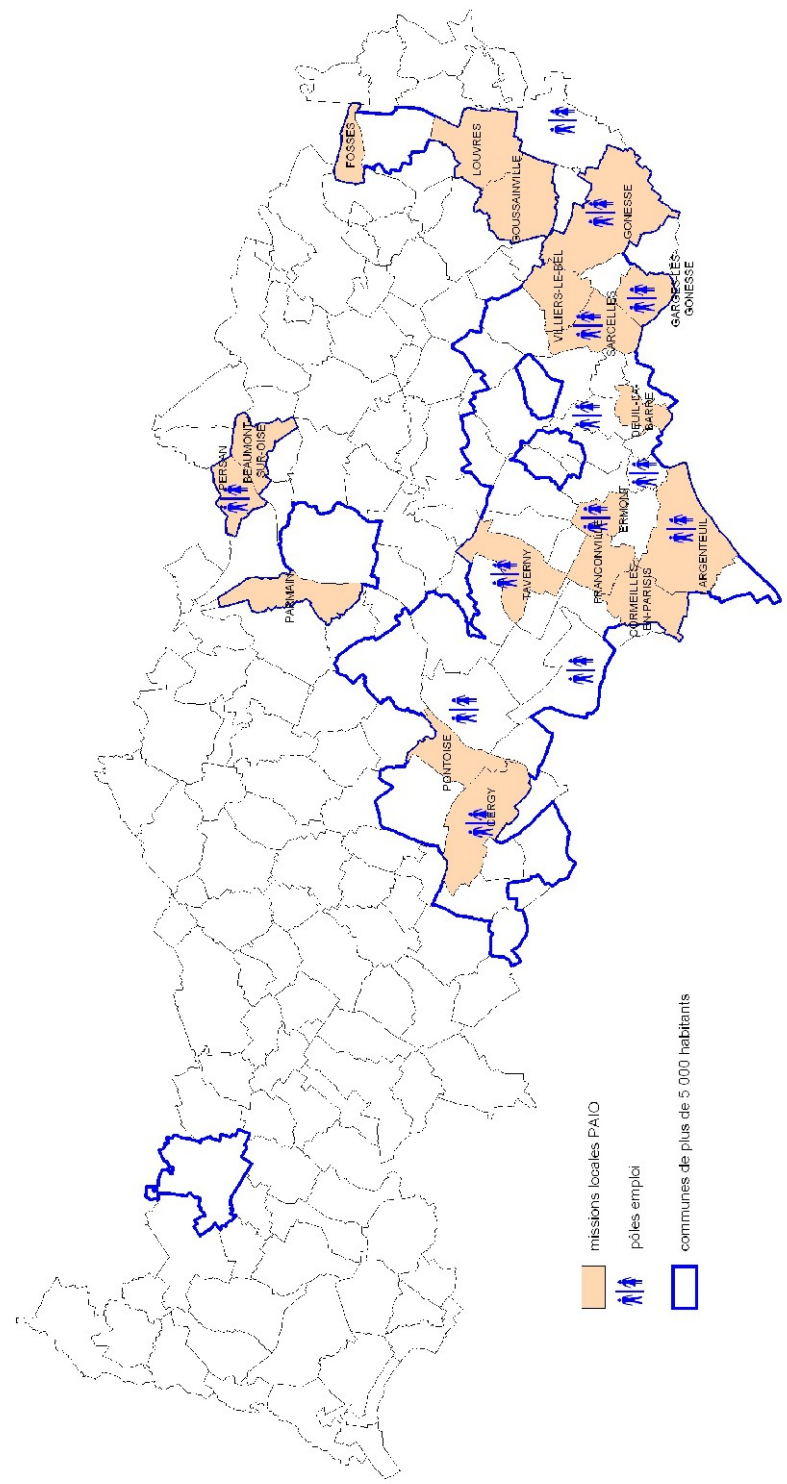 FOSSES
LOUVRES
GOUSSAINVILLE
PERSAN
BEAUMONT
SUR-OISE
VILLIERS-LE-BEL
GONESSE
SARCELLES
GARGES-LÈS-
GONESSE
PARMAIN
DEUIL-LA-
BARRE
TAVERNY
FRANCONVILLE
ERMONT
CORMEILLES-
EN-PARISIS
ARGENTEUIL
PONTOISE
CERGY
missions locales PAIO
pôles emploi
communes de plus de 5 000 habitants